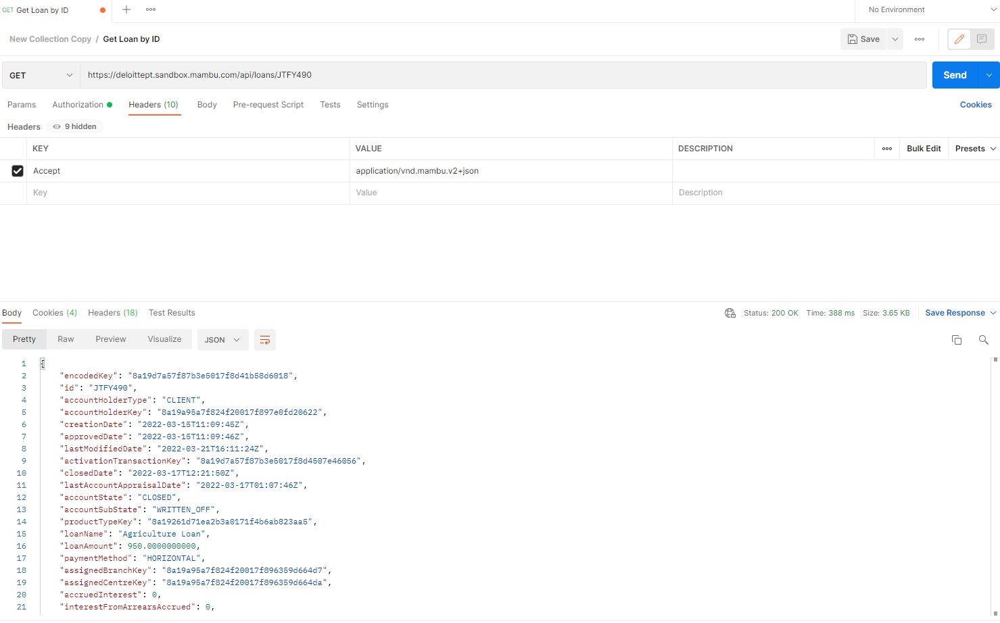 GET Get Loan by ID
No Environment
New Collection Copy / Get Loan by ID
Save
GET https://deloittept.sandbox.mambu.com/api/loans/JTFY490 Send
Params Authorization Headers (10) Body Pre-request Script Tests Settings Cookies
Headers 9 hidden
KEY VALUE DESCRIPTION Bulk Edit Presets
Accept application/vnd.mambu.v2+json
Key Value Description
Body Cookies (4) Headers (18) Test Results Status: 200 OK Time: 388 ms Size: 3.65 KB Save Response
Pretty Raw Preview Visualize JSON
1 {
2 "encodedKey": "8a19d7a57f87b3e5017f8d41b58d6018",
3 "id": "JTFY490",
4 "accountHolderType": "CLIENT",
5 "accountHolderKey": "8a19a95a7f824f20017f897e0fd20622",
6 "creationDate": "2022-03-15T11:09:45Z",
7 "approvedDate": "2022-03-15T11:09:46Z",
8 "lastModifiedDate": "2022-03-21T16:11:24Z",
9 "activationTransactionKey": "8a19d7a57f87b3e5017f8d4507e46056",
10 "closedDate": "2022-03-17T12:21:50Z",
11 "lastAccountAppraisalDate": "2022-03-17T01:07:46Z",
12 "accountState": "CLOSED",
13 "accountSubState": "WRITTEN_OFF",
14 "productTypeKey": "8a19261d71ea2b3a0171f4b6ab823aa5",
15 "loanName": "Agriculture Loan",
16 "loanAmount": 950.0000000000,
17 "paymentMethod": "HORIZONTAL",
18 "assignedBranchKey": "8a19a95a7f824f20017f896359d664d7",
19 "assignedCentreKey": "8a19a95a7f824f20017f896359d664da",
20 "accruedInterest": 0,
21 "interestFromArrearsAccrued": 0,